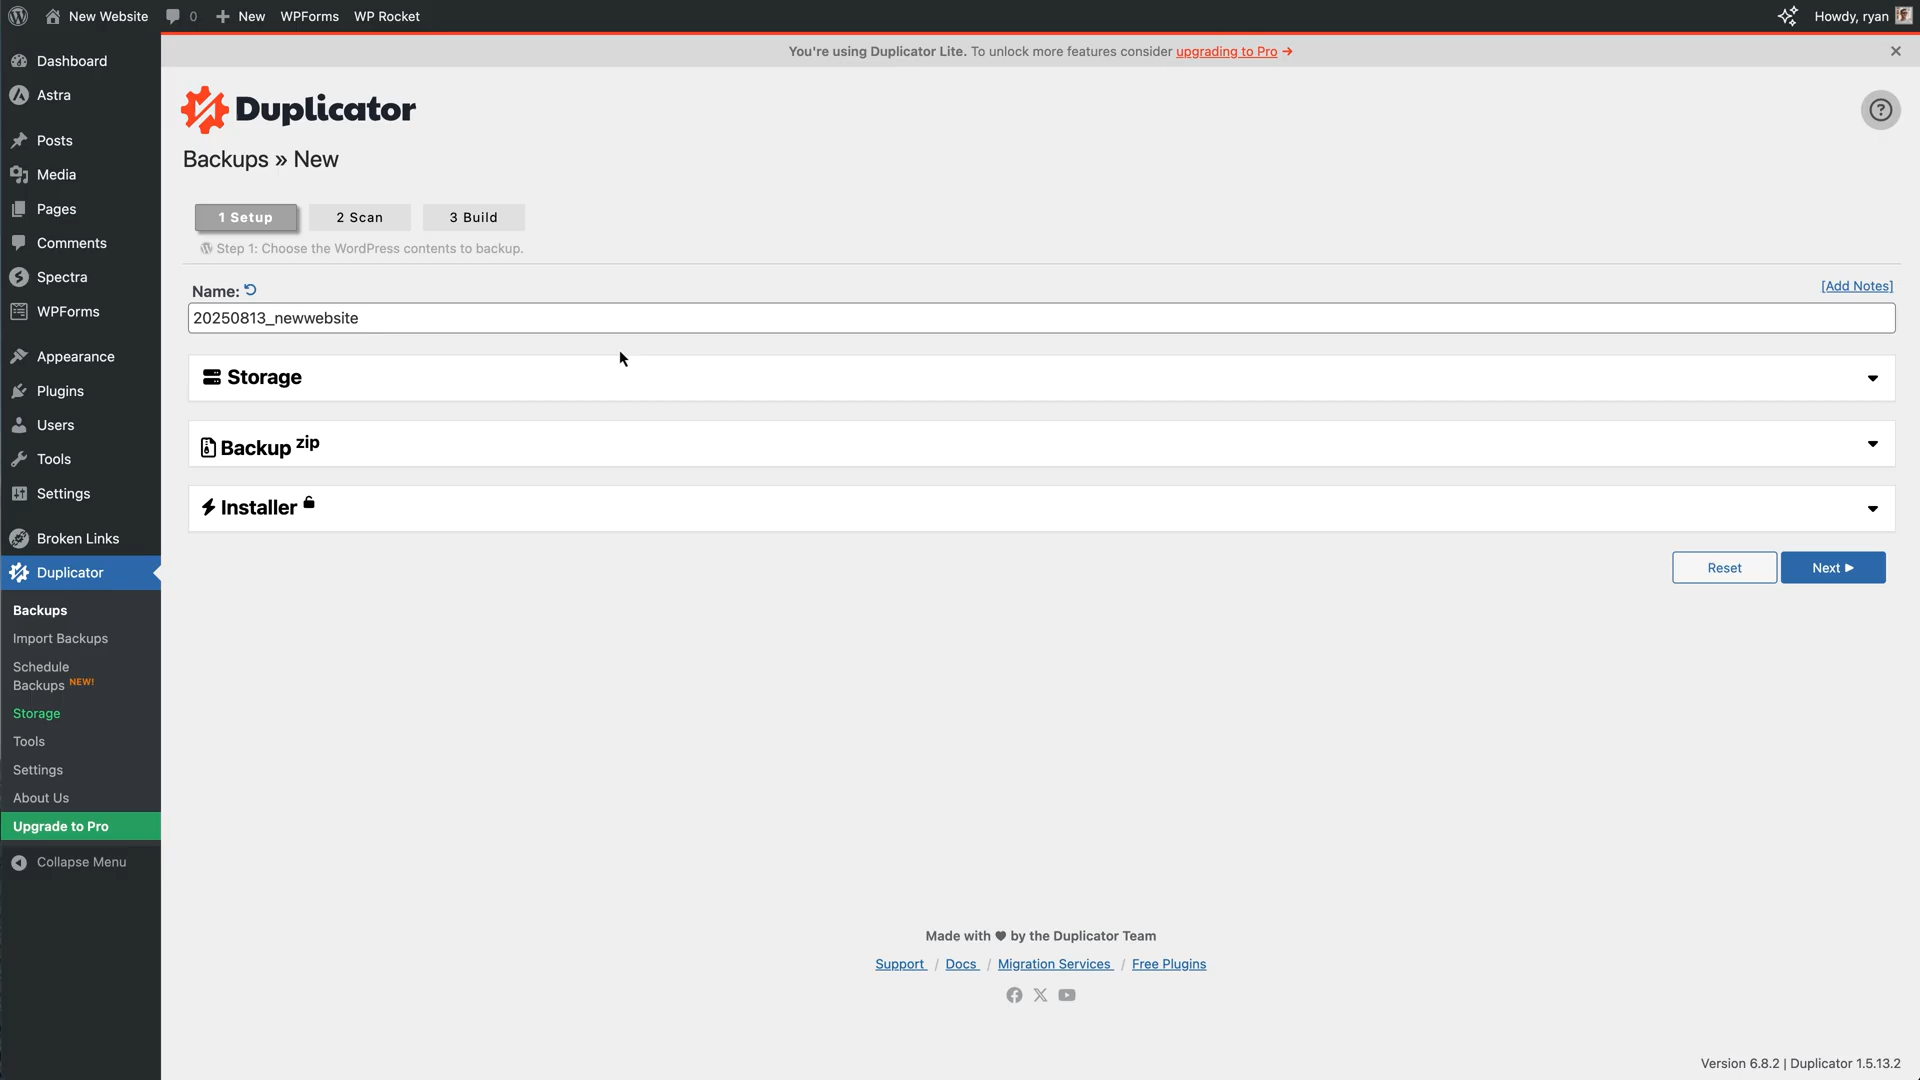 New Website 0 New WPForms WP Rocket Howdy, ryan
You're using Duplicator Lite. To unlock more features consider upgrading to Pro →
Dashboard
Astra
Posts
Media
Pages
Comments
Spectra
WPForms
Appearance
Plugins
Users
Tools
Settings
Broken Links
Duplicator
Backups
Import Backups
Schedule
Backups NEW!
Storage
Tools
Settings
About Us
Upgrade to Pro
Collapse Menu
Duplicator
Backups » New
1 Setup 2 Scan 3 Build
Step 1: Choose the WordPress contents to backup.
Name: [Add Notes]
20250813_newwebsite
Storage
Backup zip
Installer
Reset Next ►
Made with ♥ by the Duplicator Team
Support / Docs / Migration Services / Free Plugins
Version 6.8.2 | Duplicator 1.5.13.2